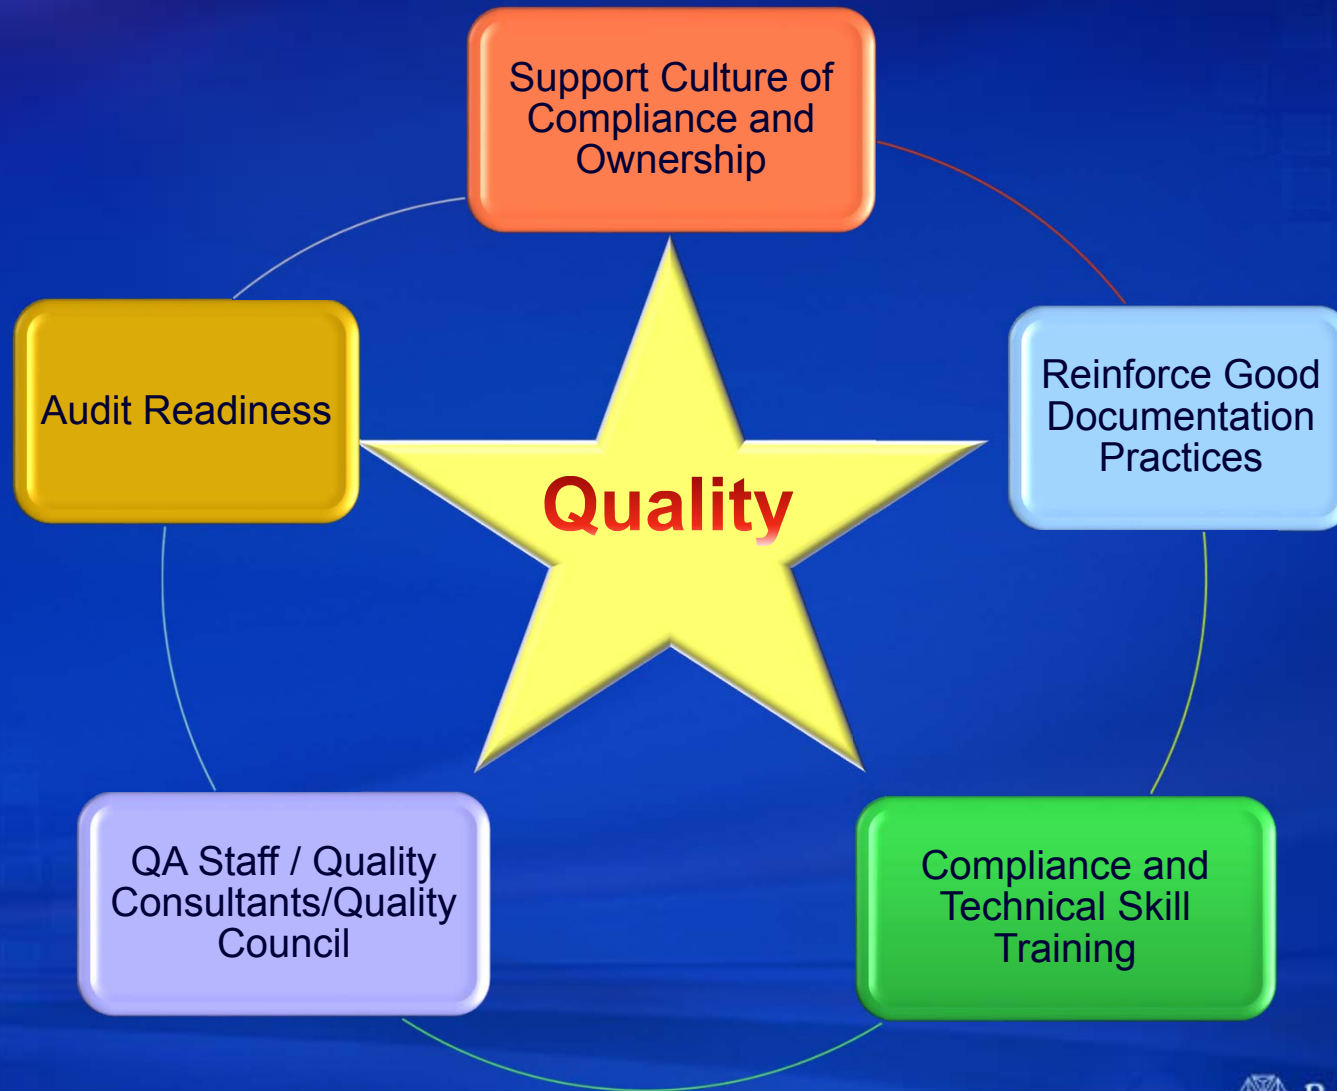 Support Culture of
Compliance and
Ownership
Reinforce Good
Documentation
Practices
Audit Readiness
Quality
QA Staff / Quality
Consultants/Quality
Council
Compliance and
Technical Skill
Training